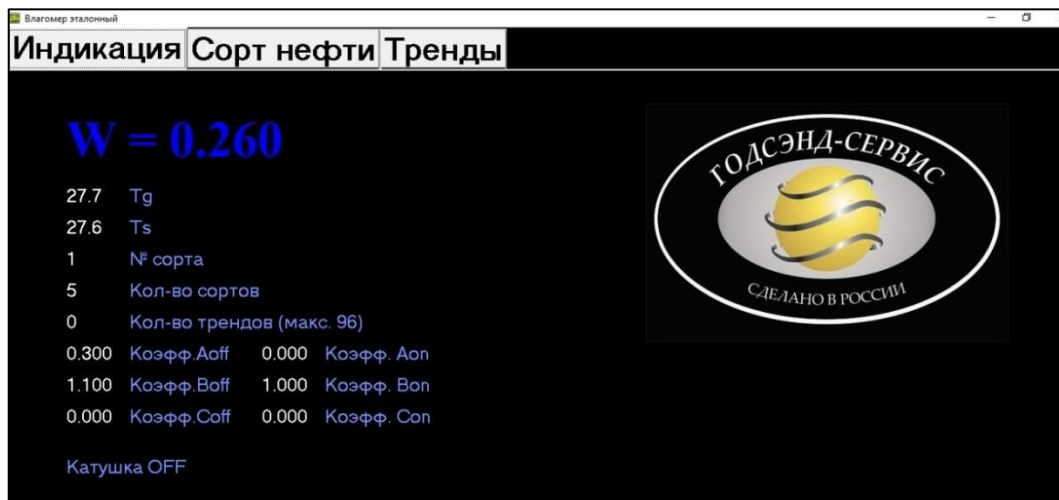 Влагомер эталонный
Индикация Сорт нефти Тренды
W = 0.260
27.7 Tg
27.6 Ts
1 № сорта
5 Кол-во сортов
0 Кол-во трендов (макс. 96)
0.300 Коэфф.Aoff 0.000 Коэфф. Aon
1.100 Коэфф.Boff 1.000 Коэфф. Bon
0.000 Коэфф.Coff 0.000 Коэфф. Con
Катушка OFF
ГОДСЭНД-СЕРВИС
СДЕЛАНО В РОССИИ